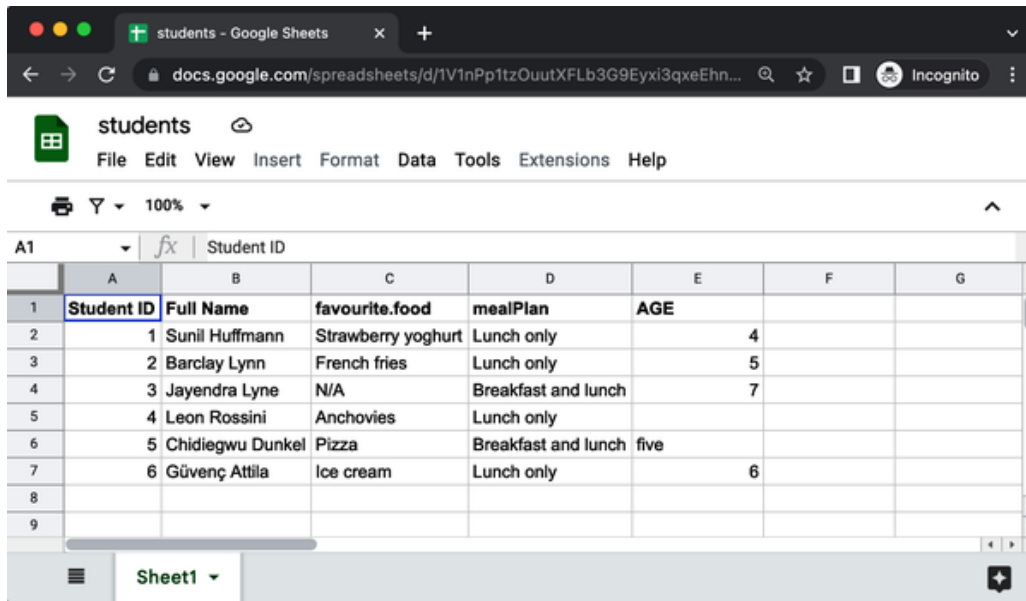 students - Google Sheets
docs.google.com/spreadsheets/d/1V1nPp1tzOuutXFLb3G9Eyxi3qxeEhn... Incognito
students
File Edit View Insert Format Data Tools Extensions Help
100%
A1 fx Student ID
A B C D E F G
1 Student ID Full Name favourite.food mealPlan AGE
2 1 Sunil Huffmann Strawberry yoghurt Lunch only 4
3 2 Barclay Lynn French fries Lunch only 5
4 3 Jayendra Lyne N/A Breakfast and lunch 7
5 4 Leon Rossini Anchovies Lunch only
6 5 Chidiegwu Dunkel Pizza Breakfast and lunch five
7 6 Güvenç Attila Ice cream Lunch only 6
8
9
Sheet1